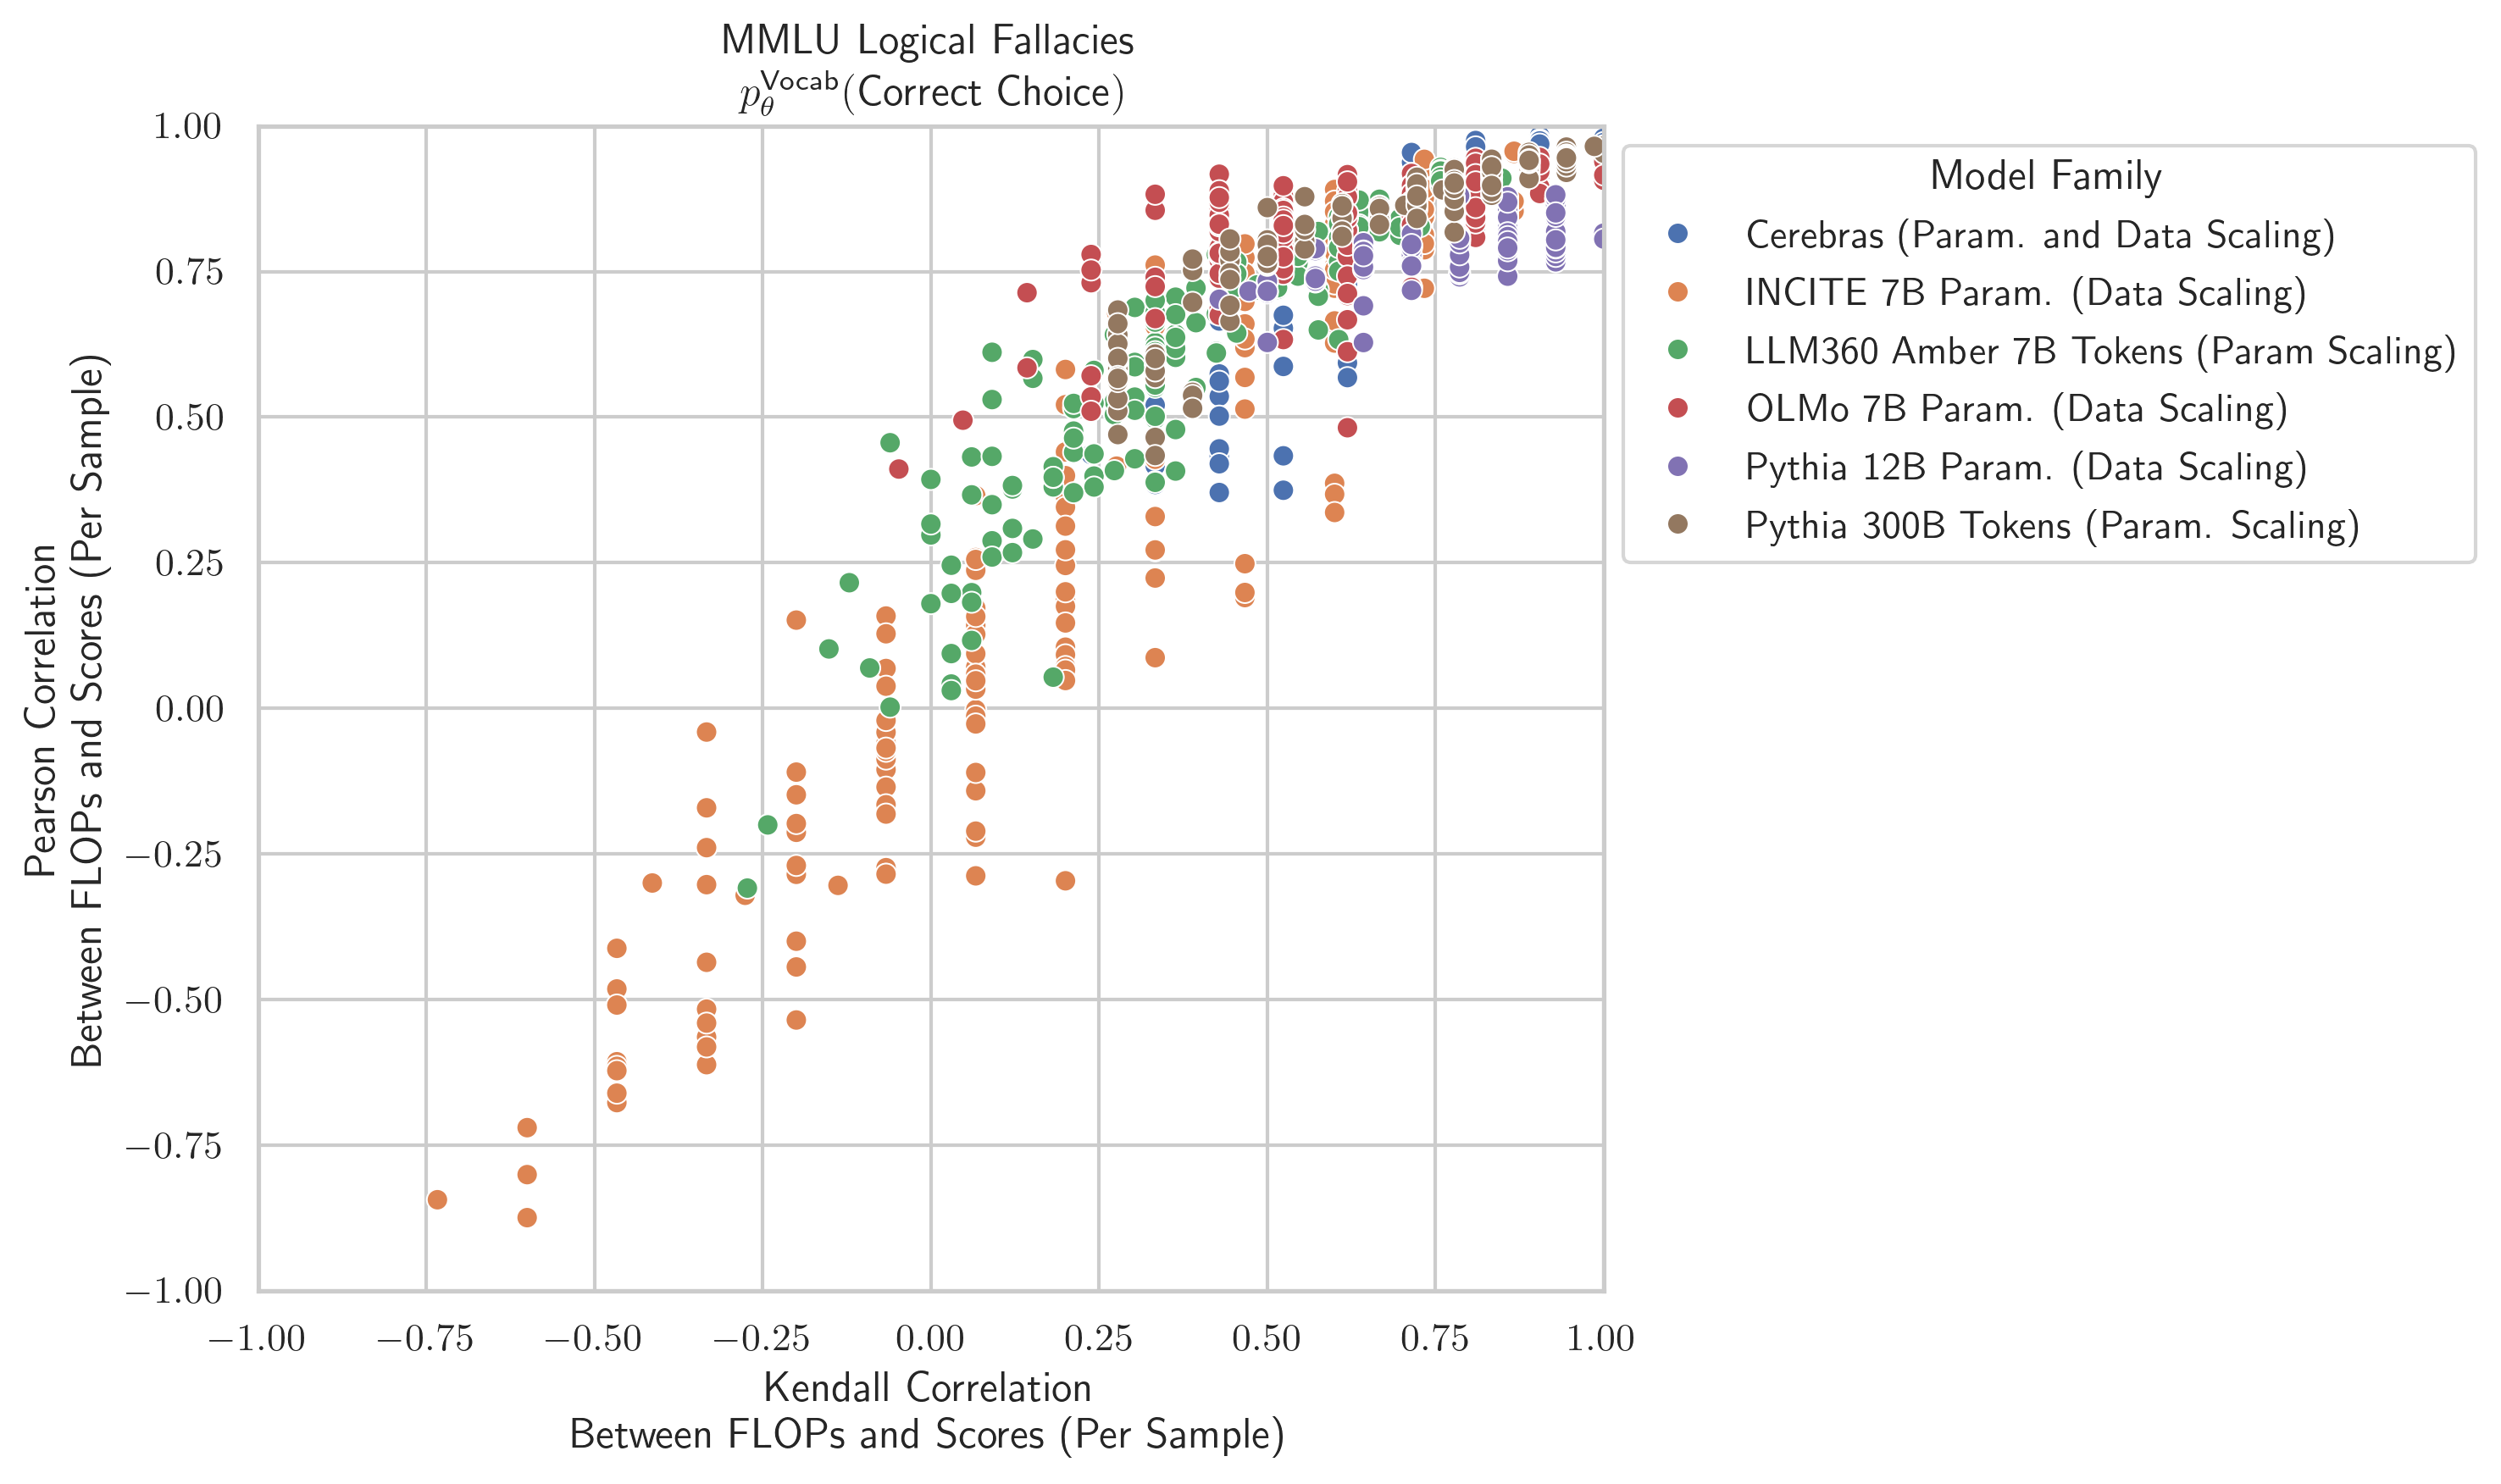 MMLU Logical Fallacies
p_θ^Vocab(Correct Choice)
1.00
0.75
0.50
0.25
0.00
−0.25
−0.50
−0.75
−1.00
Pearson Correlation
Between FLOPs and Scores (Per Sample)
−1.00 −0.75 −0.50 −0.25 0.00 0.25 0.50 0.75 1.00
Kendall Correlation
Between FLOPs and Scores (Per Sample)
Model Family
Cerebras (Param. and Data Scaling)
INCITE 7B Param. (Data Scaling)
LLM360 Amber 7B Tokens (Param Scaling)
OLMo 7B Param. (Data Scaling)
Pythia 12B Param. (Data Scaling)
Pythia 300B Tokens (Param. Scaling)